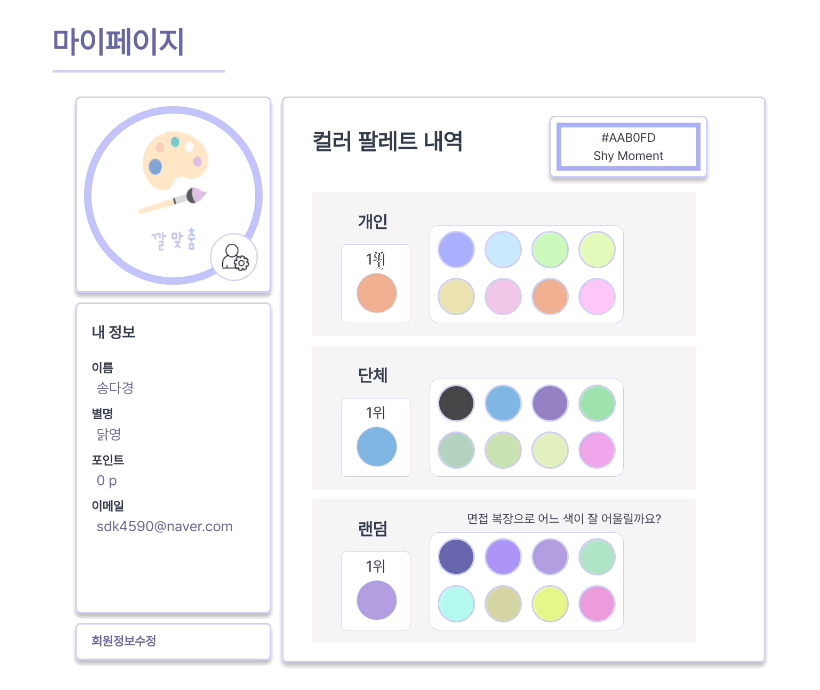 마이페이지
깔맞춤
내 정보
이름
송다경
별명
닭영
포인트
0 p
이메일
sdk4590@naver.com
회원정보수정
컬러 팔레트 내역
#AAB0FD
Shy Moment
개인
1위
단체
1위
랜덤
면접 복장으로 어느 색이 잘 어울릴까요?
1위